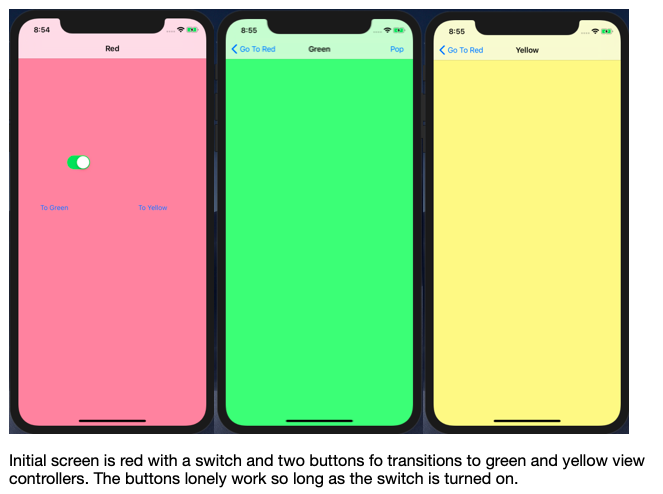 8:54
Red
To Green
To Yellow
8:55
Go To Red
Green
Pop
8:55
Go To Red
Yellow
Initial screen is red with a switch and two buttons fo transitions to green and yellow view
controllers. The buttons lonely work so long as the switch is turned on.